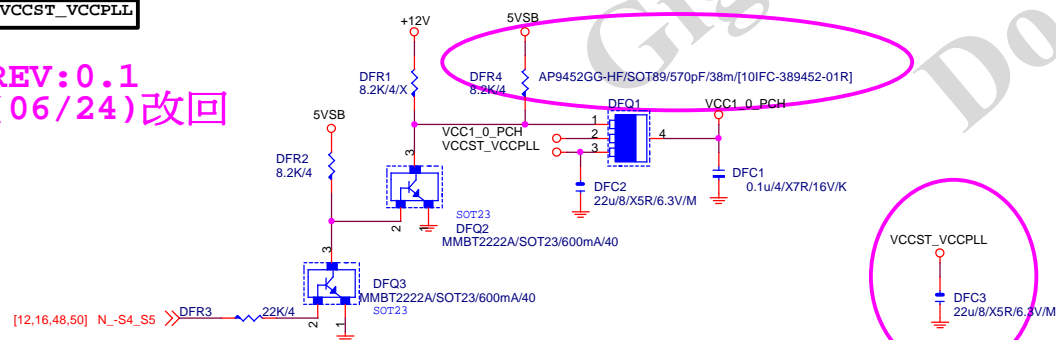 VCCST_VCCPLL
REV:0.1
(06/24)改回
Gig
Do
+12V
5VSB
DFR1
8.2K/4/X
DFR4
8.2K/4
AP9452GG-HF/SOT89/570pF/38m/[10IFC-389452-01R]
DFQ1
VCC1_0_PCH
5VSB
1
VCC1_0_PCH
2
VCCST_VCCPLL
3
4
DFR2
8.2K/4
3
DFC2
22u/8/X5R/6.3V/M
DFC1
0.1u/4/X7R/16V/K
SOT23
2
1
DFQ2
MMBT2222A/SOT23/600mA/40
VCCST_VCCPLL
3
DFQ3
MMBT2222A/SOT23/600mA/40
SOT23
DFC3
22u/8/X5R/6.3V/M
[12,16,48,50] N_-S4_S5
DFR3
22K/4
2
1